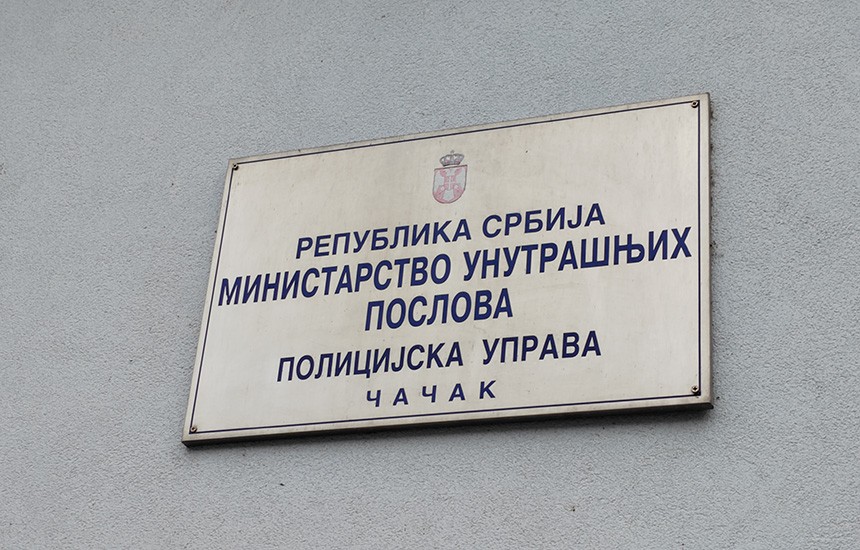 РЕПУБЛИКА СРБИЈА
МИНИСТАРСТВО УНУТРАШЊИХ
ПОСЛОВА
ПОЛИЦИЈСКА УПРАВА
ЧАЧАК